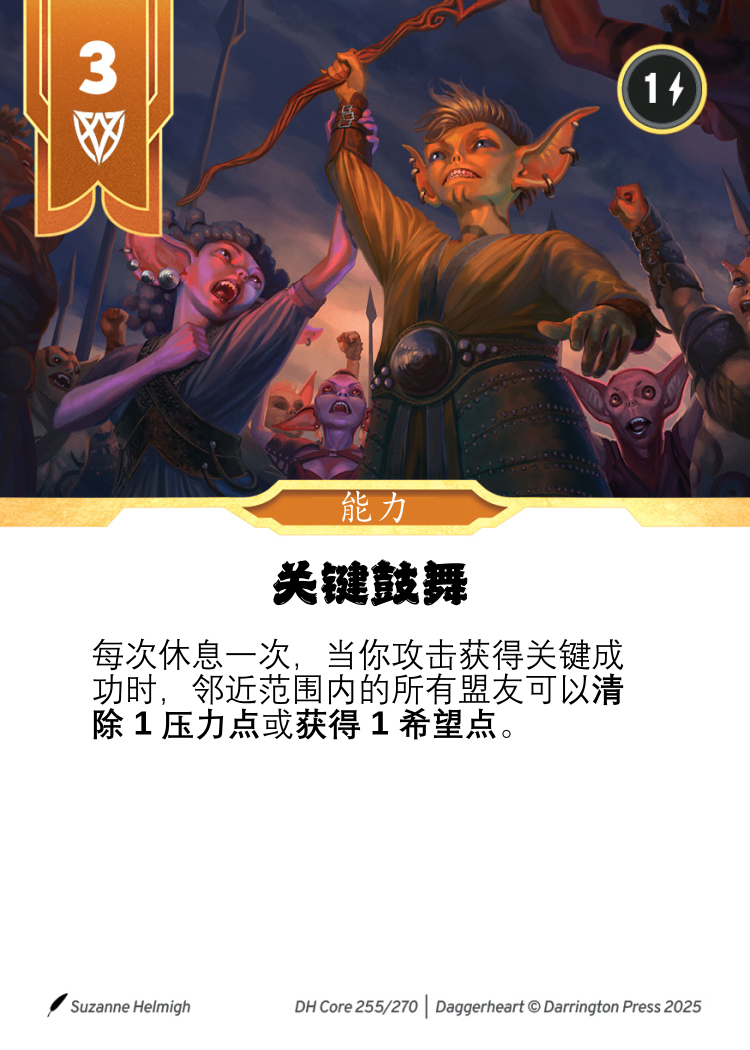 3
1
能力
关键鼓舞
每次休息一次，当你攻击获得关键成
功时，邻近范围内的所有盟友可以清
除 1 压力点或获得 1 希望点。
Suzanne Helmigh
DH Core 255/270 | Daggerheart © Darrington Press 2025